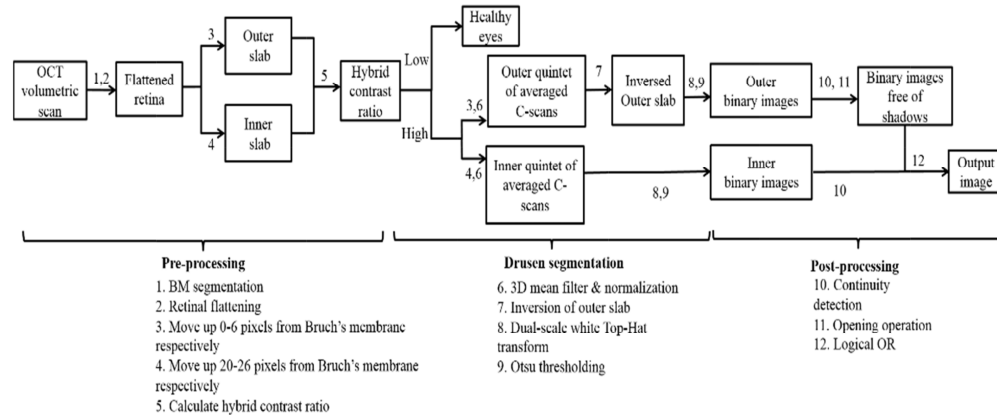 OCT
volumetric
scan
1,2
Flattened
retina
3
Outer
slab
4
Inner
slab
5
Hybrid
contrast
ratio
Low
Healthy
eyes
High
3,6
Outer quintet
of averaged
C-scans
7
Inversed
Outer slab
8,9
Outer
binary images
10, 11
Binary images
free of
shadows
4,6
Inner quintet of
averaged C-
scans
8,9
Inner
binary images
10
12
Output
image
Pre-processing
1. BM segmentation
2. Retinal flattening
3. Move up 0-6 pixels from Bruch's membrane
respectively
4. Move up 20-26 pixels from Bruch's membrane
respectively
5. Calculate hybrid contrast ratio
Drusen segmentation
6. 3D mean filter & normalization
7. Inversion of outer slab
8. Dual-scale white Top-Hat
transform
9. Otsu thresholding
Post-processing
10. Continuity
detection
11. Opening operation
12. Logical OR